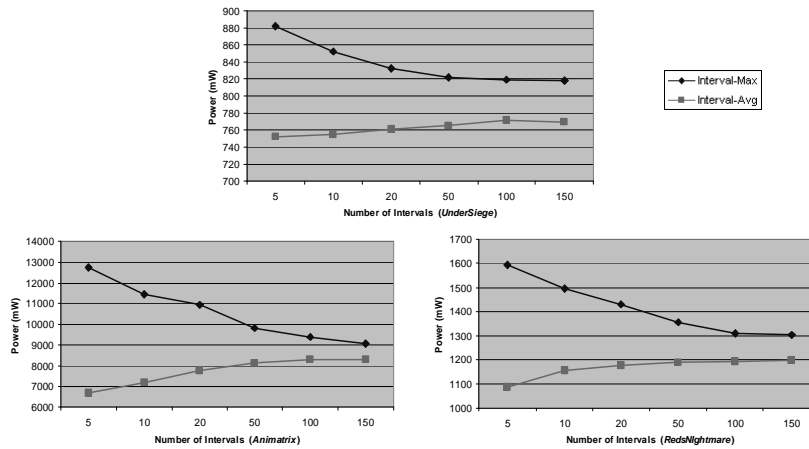 900
880
860
840
820
800
780
760
740
720
700
Power (mW)
5 10 20 50 100 150
Number of Intervals (UnderSiege)
Interval-Max
Interval-Avg
14000
13000
12000
11000
10000
9000
8000
7000
6000
Power (mW)
5 10 20 50 100 150
Number of Intervals (Animatrix)
1700
1600
1500
1400
1300
1200
1100
1000
Power (mW)
5 10 20 50 100 150
Number of Intervals (RedsNightmare)